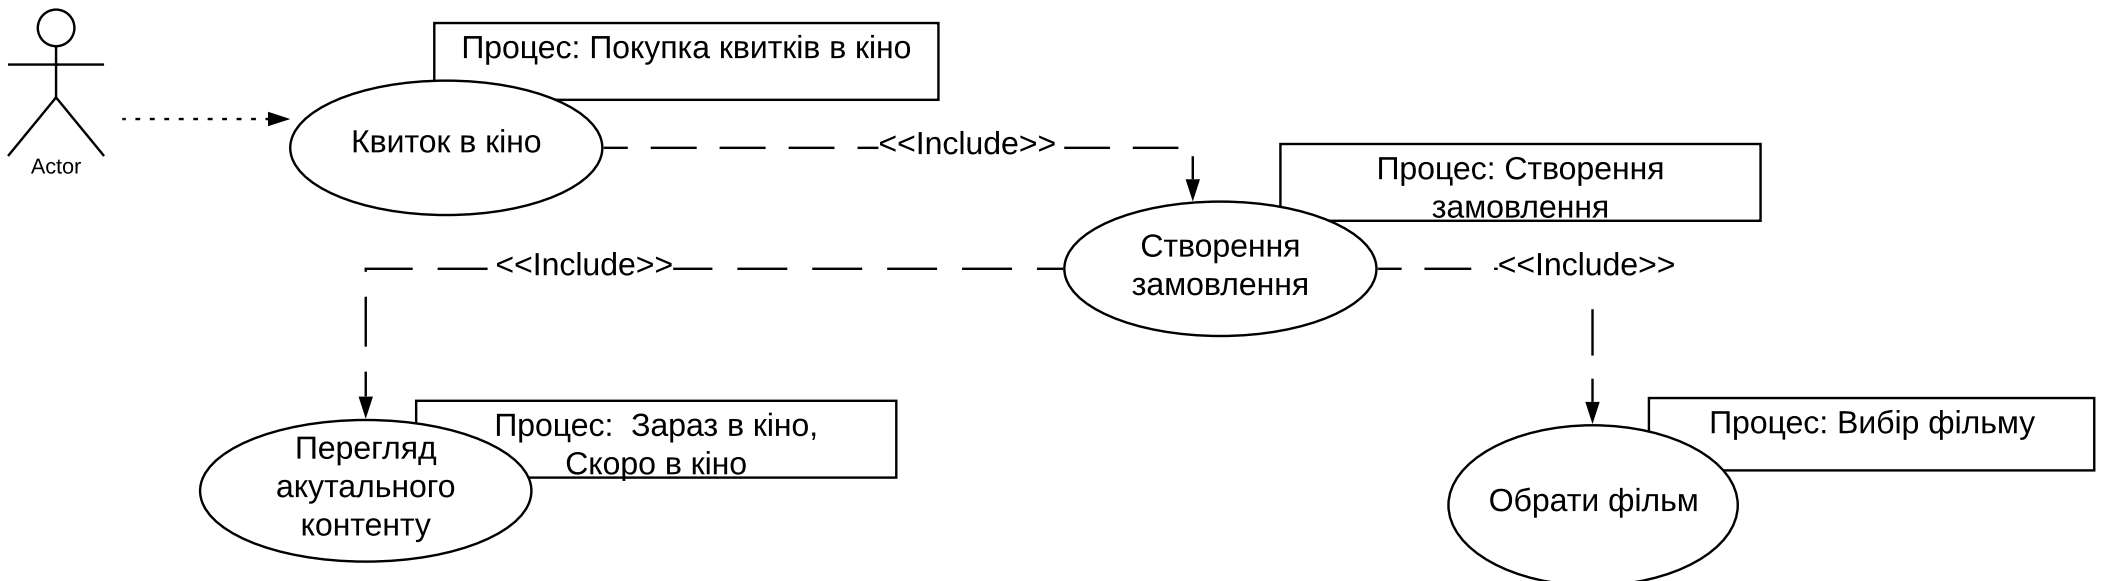 Процес: Покупка квитків в кіно
Actor
Квиток в кіно
<<Include>>
Процес: Створення
замовлення
Створення
замовлення
<<Include>>
<<Include>>
Процес:  Зараз в кіно,
Скоро в кіно
Перегляд
акутального
контенту
Процес: Вибір фільму
Обрати фільм